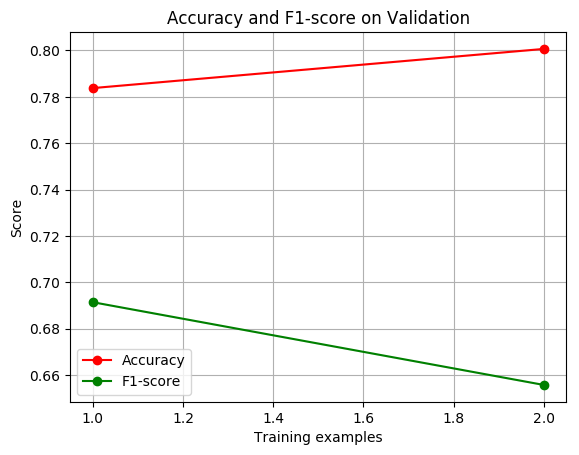 Accuracy and F1-score on Validation
0.80
0.78
0.76
0.74
0.72
0.70
0.68
0.66
Score
Accuracy
F1-score
1.0 1.2 1.4 1.6 1.8 2.0
Training examples